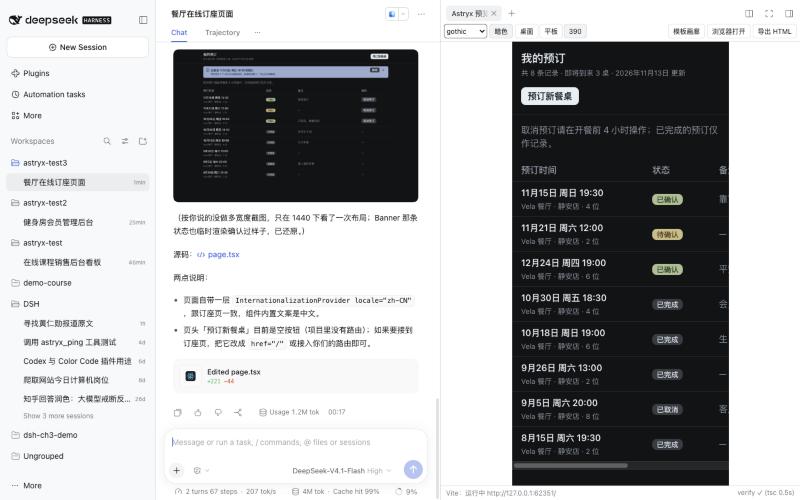 deepseek HARNESS
New Session
Plugins
Automation tasks
More
Workspaces
astryx-test3
餐厅在线订座页面 1min
astryx-test2
健身房会员管理后台 25min
astryx-test
在线课程销售后台看板 46min
demo-course
DSH
寻找黄仁勋报道原文
调用 astryx_ping 工具测试 4d
Codex 与 Color Code 插件用途 6d
爬取网站今日计算机岗位 6d
知乎回答润色：大模型戒断反... 26d
Show 3 more sessions
dsh-ch3-demo
Ungrouped
More
餐厅在线订座页面
Chat Trajectory
我的预订
（按你说的没做多宽度截图，只在 1440 下看了一次布局；Banner 那条
状态也临时渲染确认过样子，已还原。）
源码： page.tsx
两点说明：
页面自带一层 InternationalizationProvider locale="zh-CN"
，跟订座页一致，组件内置文案是中文。
页头「预订新餐桌」目前是空按钮（项目里没有路由）；如果要接到
订座页，把它改成 href="/" 或接入你们的路由即可。
Edited page.tsx
+221 −44
Usage 1.2M tok 00:17
Message or run a task, / commands; @ files or sessions
DeepSeek-V4.1-Flash High
2 turns 67 steps · 207 tok/s 4M tok · Cache hit 99% 9%
Astryx 预
gothic 暗色 桌面 平板 390 模板画廊 浏览器打开 导出 HTML
我的预订
共 8 条记录 · 即将到来 3 桌 · 2026年11月13日 更新
预订新餐桌
取消预订请在开餐前 4 小时操作；已完成的预订仅
作记录。
预订时间 状态 备
11月15日 周日 19:30 已确认 靠
Vela 餐厅 · 静安店 · 4 位
11月21日 周六 12:00 待确认 —
Vela 餐厅 · 静安店 · 2 位
12月24日 周四 19:00 已确认
Vela 餐厅 · 静安店 · 6 位
10月30日 周五 18:30 已完成 会
Vela 餐厅 · 静安店 · 4 位
10月18日 周日 19:00 已完成 生
Vela 餐厅 · 静安店 · 6 位
9月26日 周六 13:00 已完成 —
Vela 餐厅 · 静安店 · 2 位
9月5日 周六 20:00 已取消 客
Vela 餐厅 · 静安店 · 8 位
8月15日 周六 19:30 已完成 —
Vela 餐厅 · 静安店 · 2 位
Vite：运行中 http://127.0.0.1:62351/ verify ✓ (tsc 0.5s)